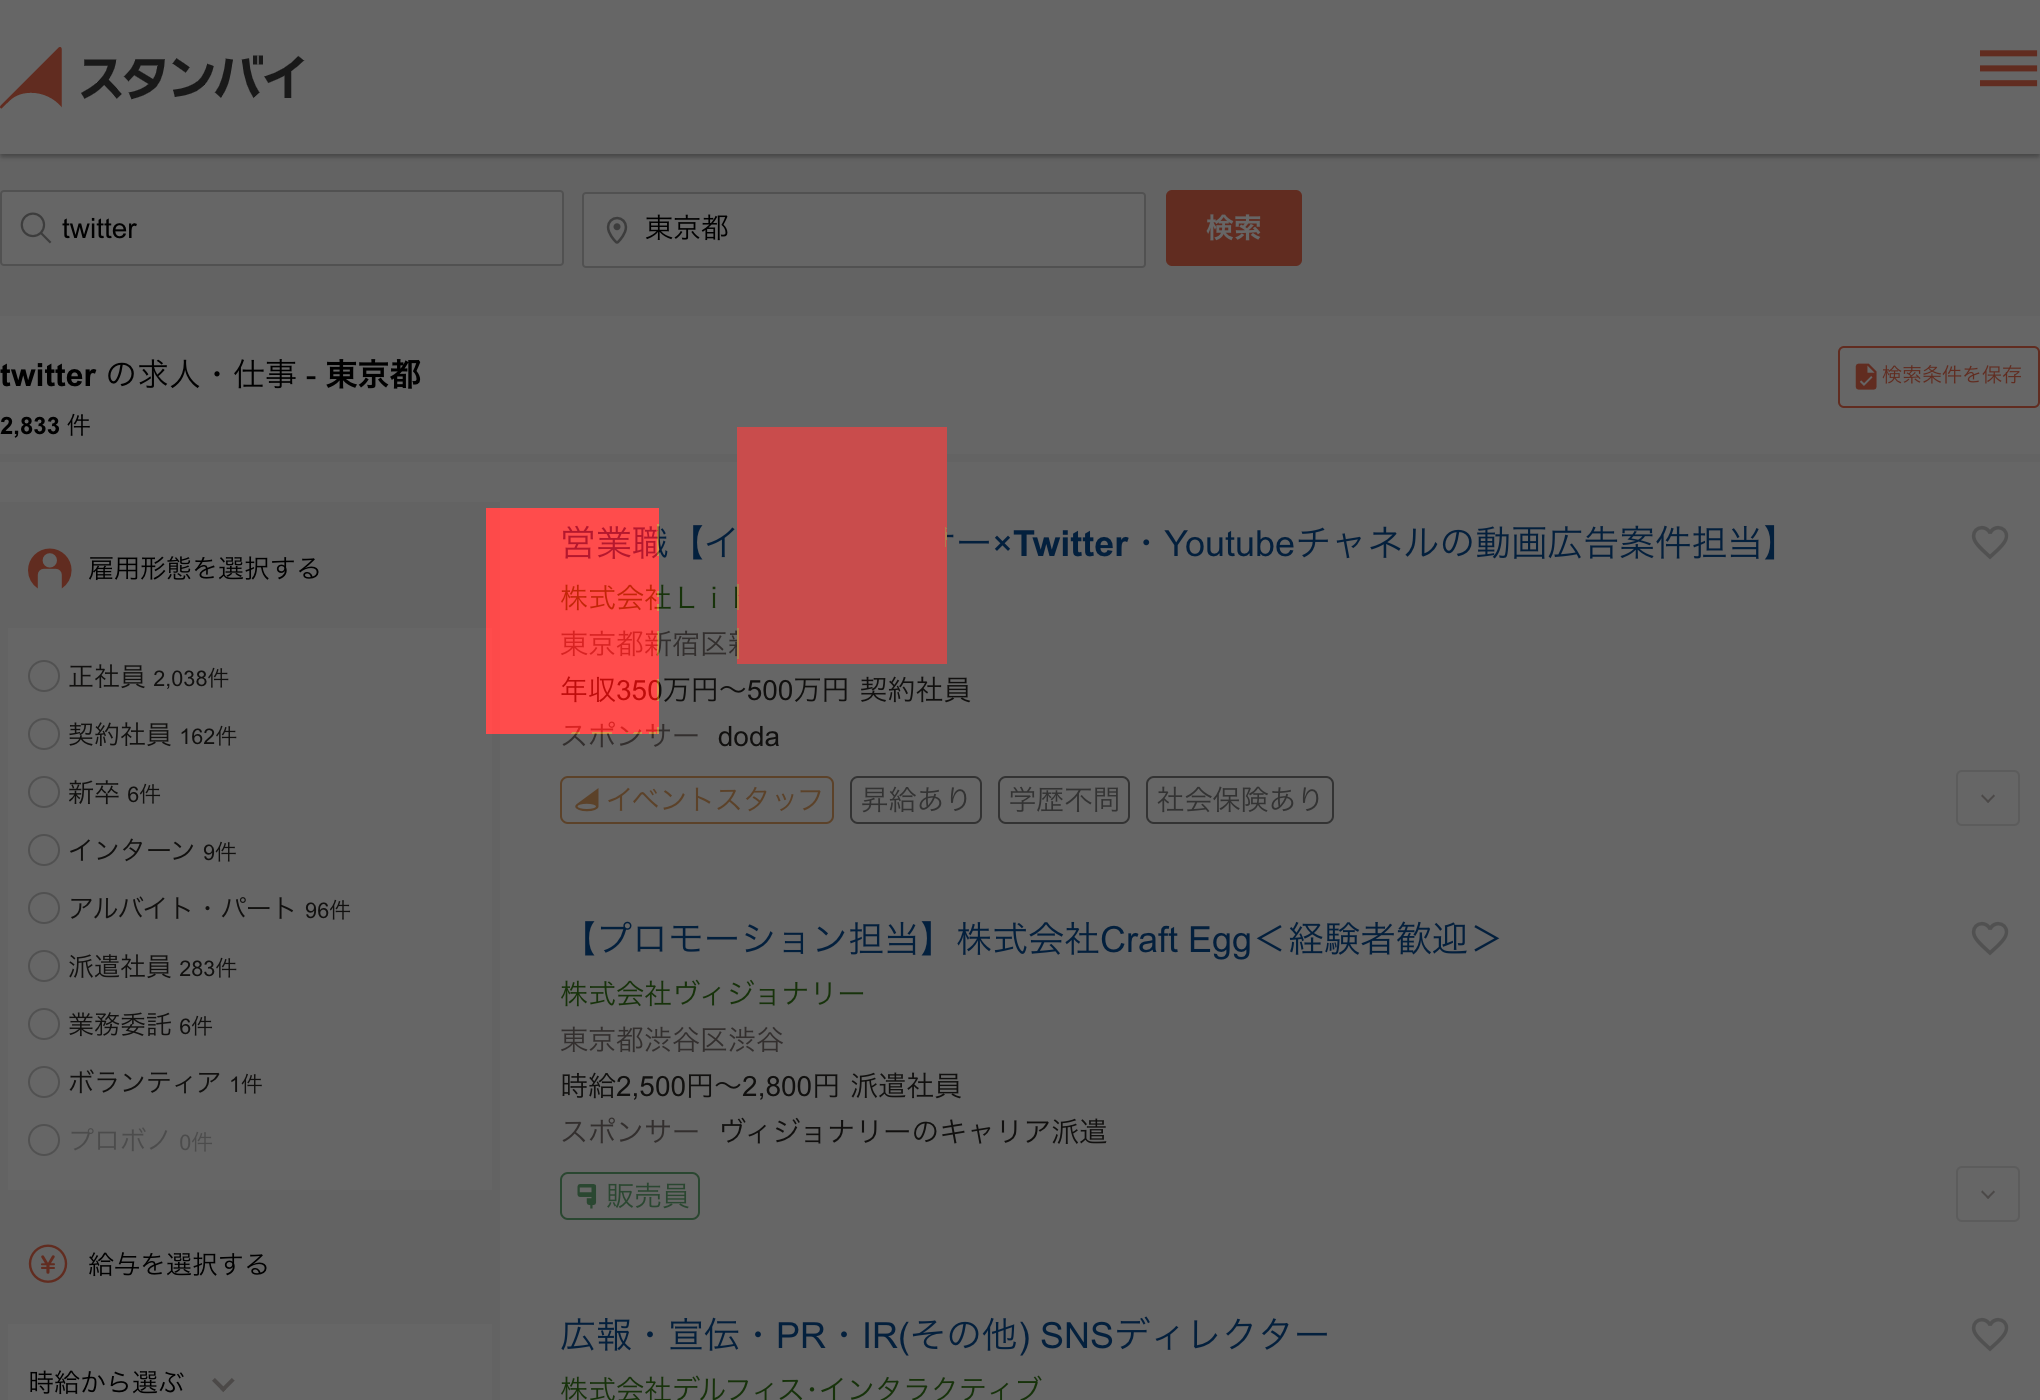 スタンバイ
twitter
東京都
検索
twitter の求人・仕事 - 東京都
検索条件を保存
2,833 件
雇用形態を選択する
正社員 2,038件
契約社員 162件
新卒 6件
インターン 9件
アルバイト・パート 96件
派遣社員 283件
業務委託 6件
ボランティア 1件
プロボノ 0件
給与を選択する
時給から選ぶ
営業職【イ ー×Twitter・Youtubeチャネルの動画広告案件担当】
株式会社Ｌｉ
東京都新宿区
年収350万円〜500万円 契約社員
スポンサー doda
イベントスタッフ 昇給あり 学歴不問 社会保険あり
【プロモーション担当】株式会社Craft Egg＜経験者歓迎＞
株式会社ヴィジョナリー
東京都渋谷区渋谷
時給2,500円〜2,800円 派遣社員
スポンサー ヴィジョナリーのキャリア派遣
販売員
広報・宣伝・PR・IR(その他) SNSディレクター
株式会社デルフィス･インタラクティブ